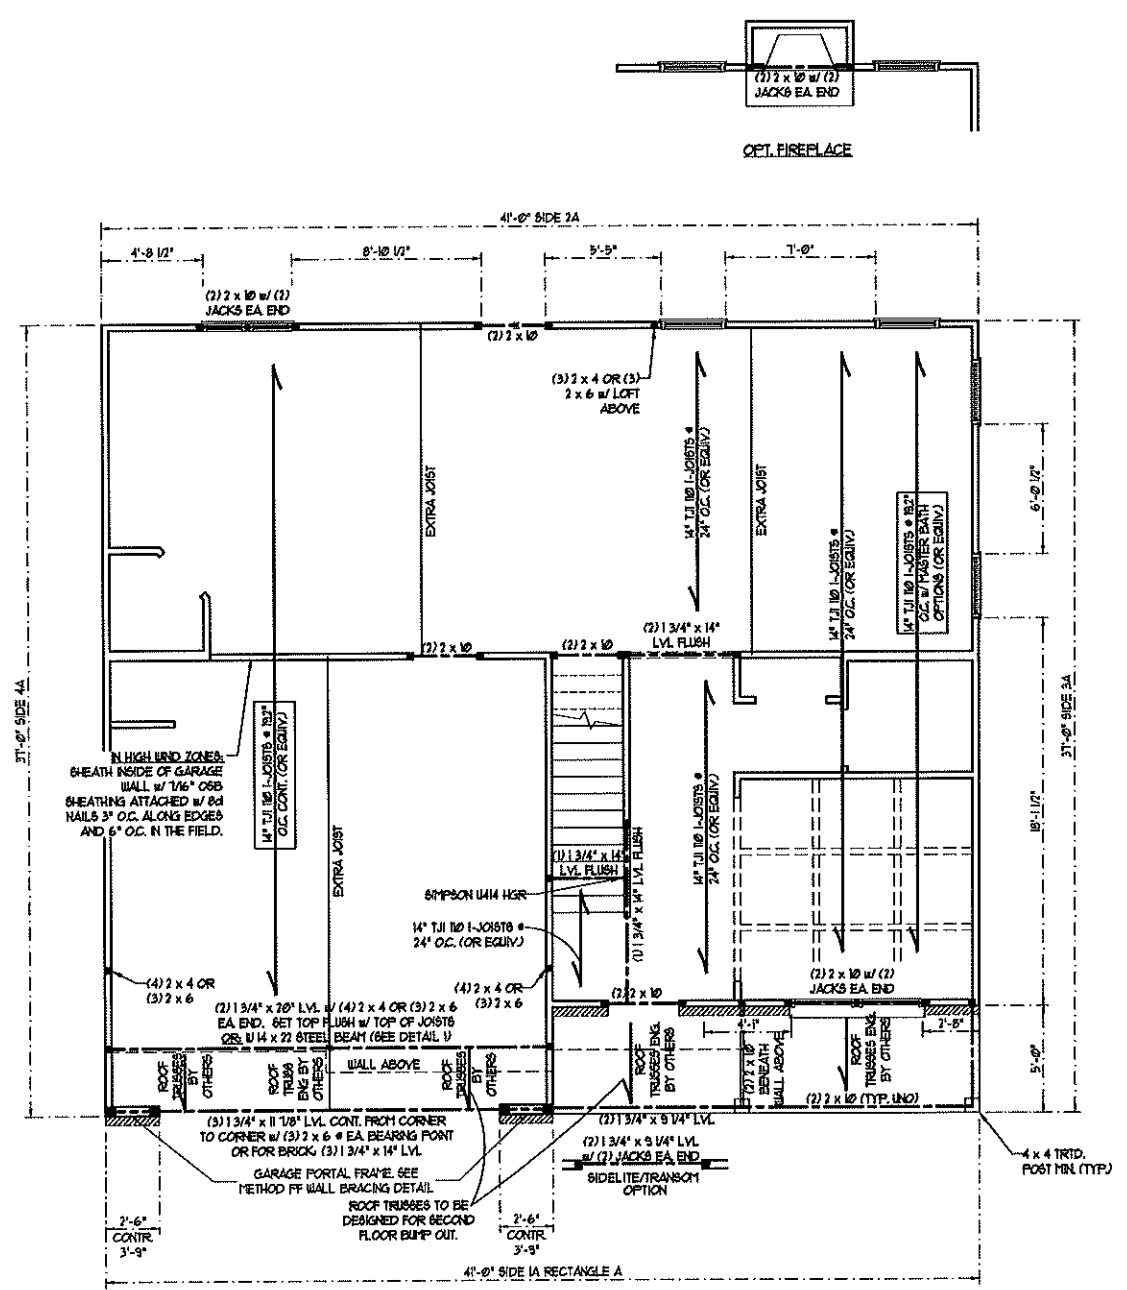 (2) 2 x 10 w/ (2)
JACKS EA. END
OPT. FIREPLACE
41'-0" SIDE 2A
4'-8 1/2"
8'-10 1/2"
5'-5"
7'-0"
(2) 2 x 10 w/ (2)
JACKS EA. END
(2) 2 x 10
(3) 2 x 4 OR (3)
2 x 6 w/ LOFT
ABOVE
14" TJI 110 I-JOISTS @
24" O.C. (OR EQUIV.)
EXTRA JOIST
EXTRA JOIST
6'-0 1/2"
14" TJI 110 I-JOISTS @
24" O.C. (OR EQUIV.)
14" TJI 110 I-JOISTS @ 19.2"
O.C. w/ MASTER BATH
OPTIONS (OR EQUIV.)
(2) 1 3/4" x 14"
LVL FLUSH
(2) 2 x 10
(2) 2 x 10
37'-0" SIDE 4A
37'-0" SIDE 3A
IN HIGH WIND ZONES:
SHEATH INSIDE OF GARAGE
WALL w/ 7/16" OSB
SHEATHING ATTACHED w/ 8d
NAILS 3" O.C. ALONG EDGES
AND 6" O.C. IN THE FIELD.
14" TJI 110 I-JOISTS @ 19.2"
O.C. CONT. (OR EQUIV.)
EXTRA JOIST
14" TJI 110 I-JOISTS @
24" O.C. (OR EQUIV.)
18'-1 1/2"
(1) 1 3/4" x 14"
LVL FLUSH
(1) 1 3/4" x 14" LVL FLUSH
SIMPSON IU414 HGR
14" TJI 110 I-JOISTS @
24" O.C. (OR EQUIV.)
(4) 2 x 4 OR
(3) 2 x 6
(4) 2 x 4 OR
(3) 2 x 6
(2) 2 x 10
(2) 2 x 10 w/ (2)
JACKS EA. END
(2) 1 3/4" x 20" LVL w/ (4) 2 x 4 OR (3) 2 x 6
EA. END. SET TOP FLUSH w/ TOP OF JOISTS
OR: W 14 x 22 STEEL BEAM (SEE DETAIL 1)
4'-1"
2'-8"
5'-0"
ROOF
TRUSSES
BY
OTHERS
ROOF
TRUSS
ENG BY
OTHERS
WALL ABOVE
ROOF
TRUSSES
BY
OTHERS
ROOF
TRUSSES ENG.
BY OTHERS
(2) 2 x 10
BENEATH
WALL ABOVE
ROOF
TRUSSES ENG.
BY OTHERS
(2) 2 x 10 (TYP. UNO)
(3) 1 3/4" x 11 7/8" LVL CONT. FROM CORNER
TO CORNER w/ (3) 2 x 6 @ EA. BEARING POINT
OR FOR BRICK: (3) 1 3/4" x 14" LVL
(2) 1 3/4" x 9 1/4" LVL
(2) 1 3/4" x 9 1/4" LVL
w/ (2) JACKS EA. END
SIDELITE/TRANSOM
OPTION
4 x 4 TRTD.
POST MIN. (TYP.)
GARAGE PORTAL FRAME. SEE
METHOD PF WALL BRACING DETAIL
ROOF TRUSSES TO BE
DESIGNED FOR SECOND
FLOOR BUMP OUT.
2'-6"
CONTR.
3'-9"
2'-6"
CONTR.
3'-9"
41'-0" SIDE 1A RECTANGLE A